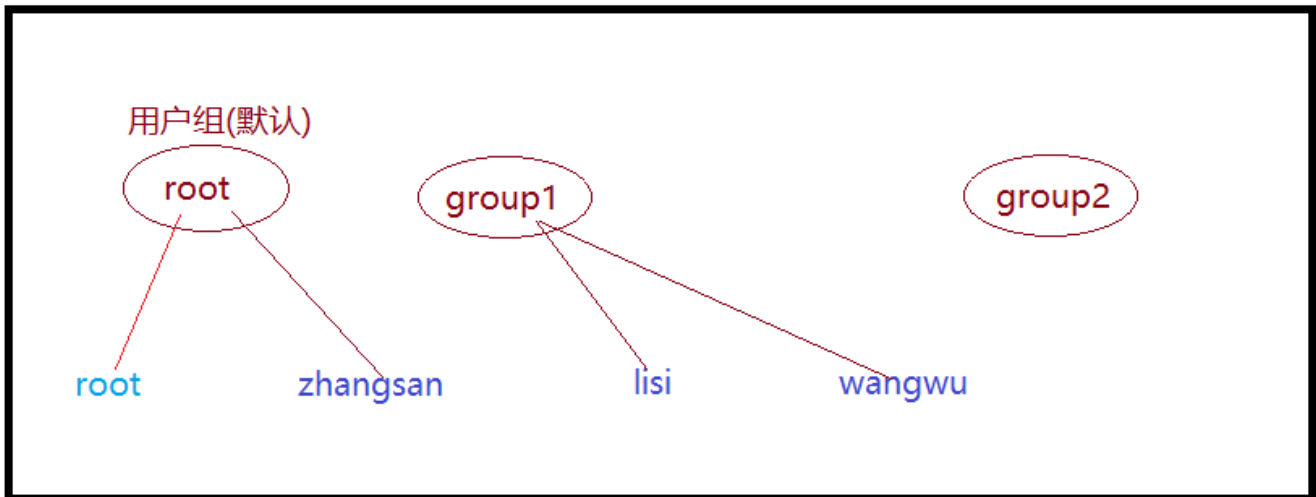 用户组(默认)
root
group1
group2
root
zhangsan
lisi
wangwu